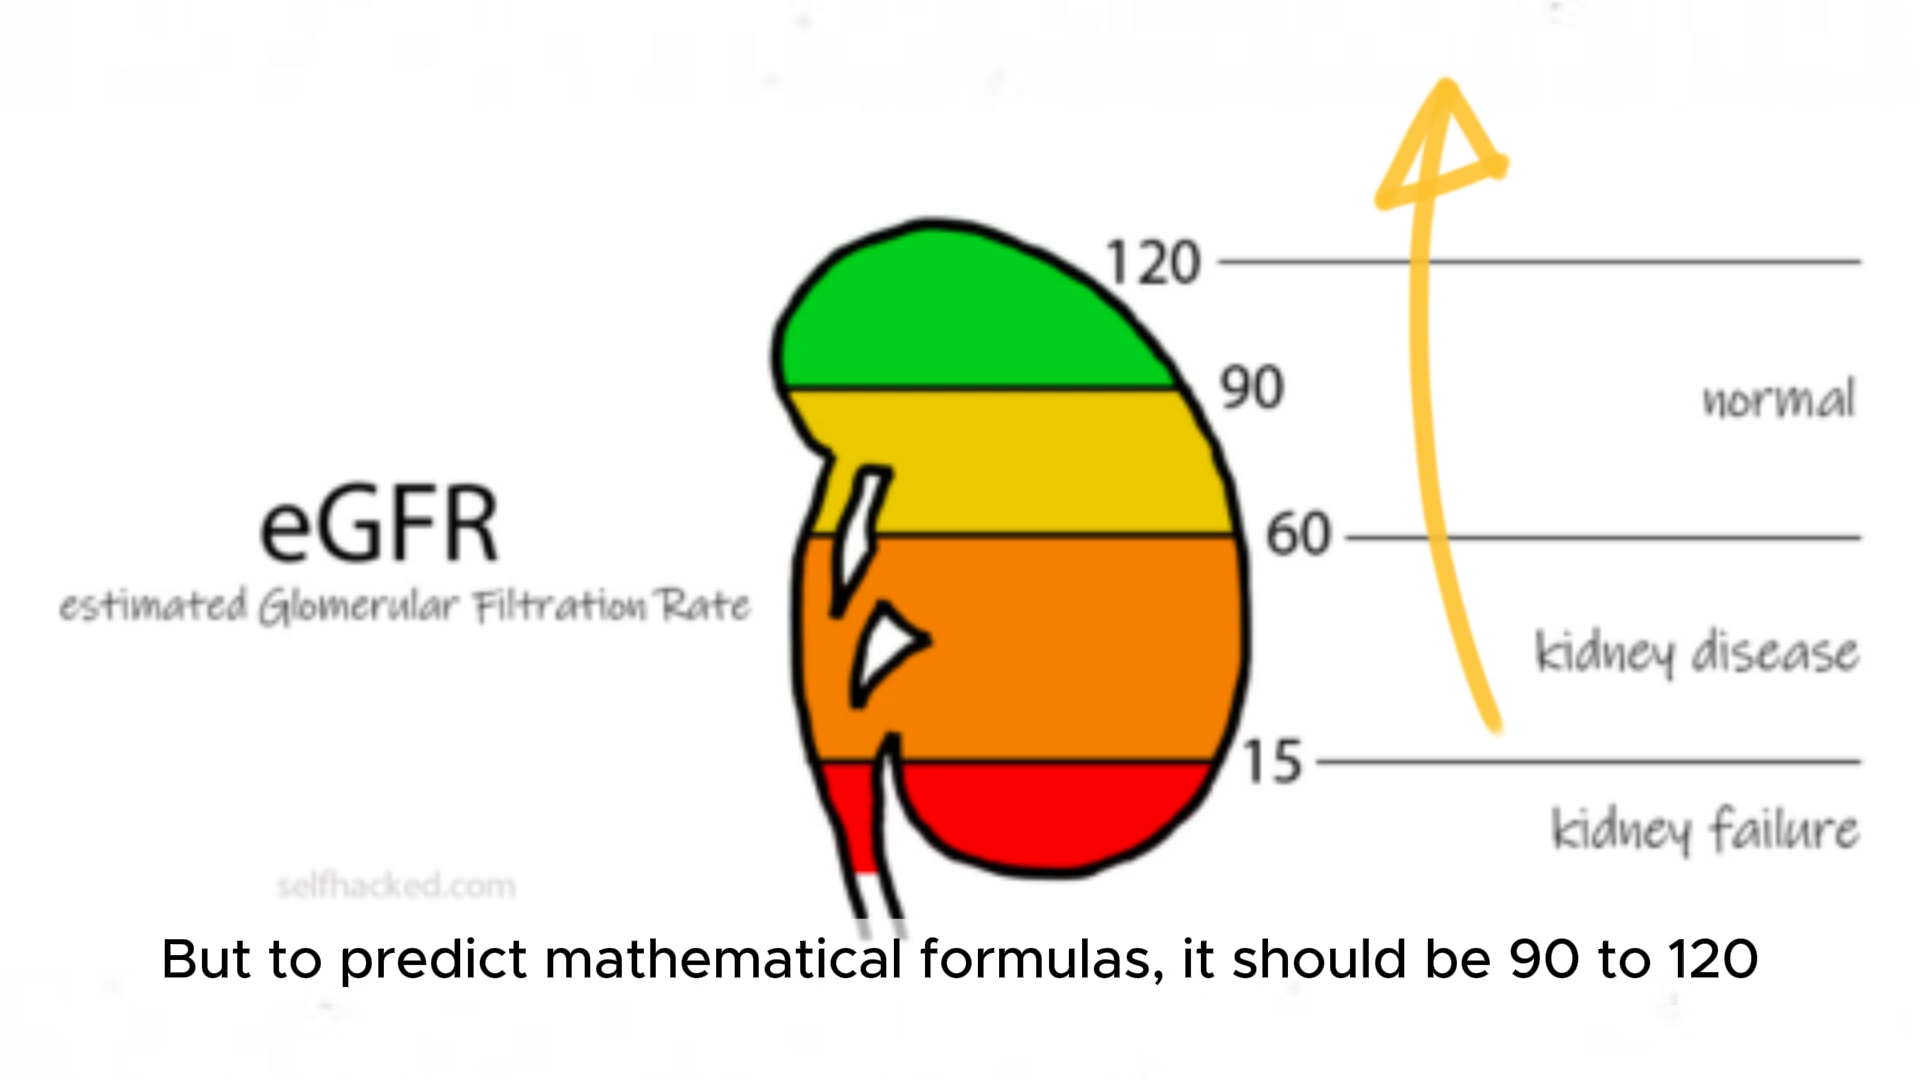 120
90
normal
eGFR
60
estimated Glomerular Filtration Rate
kidney disease
15
kidney failure
selfhacked.com
But to predict mathematical formulas, it should be 90 to 120